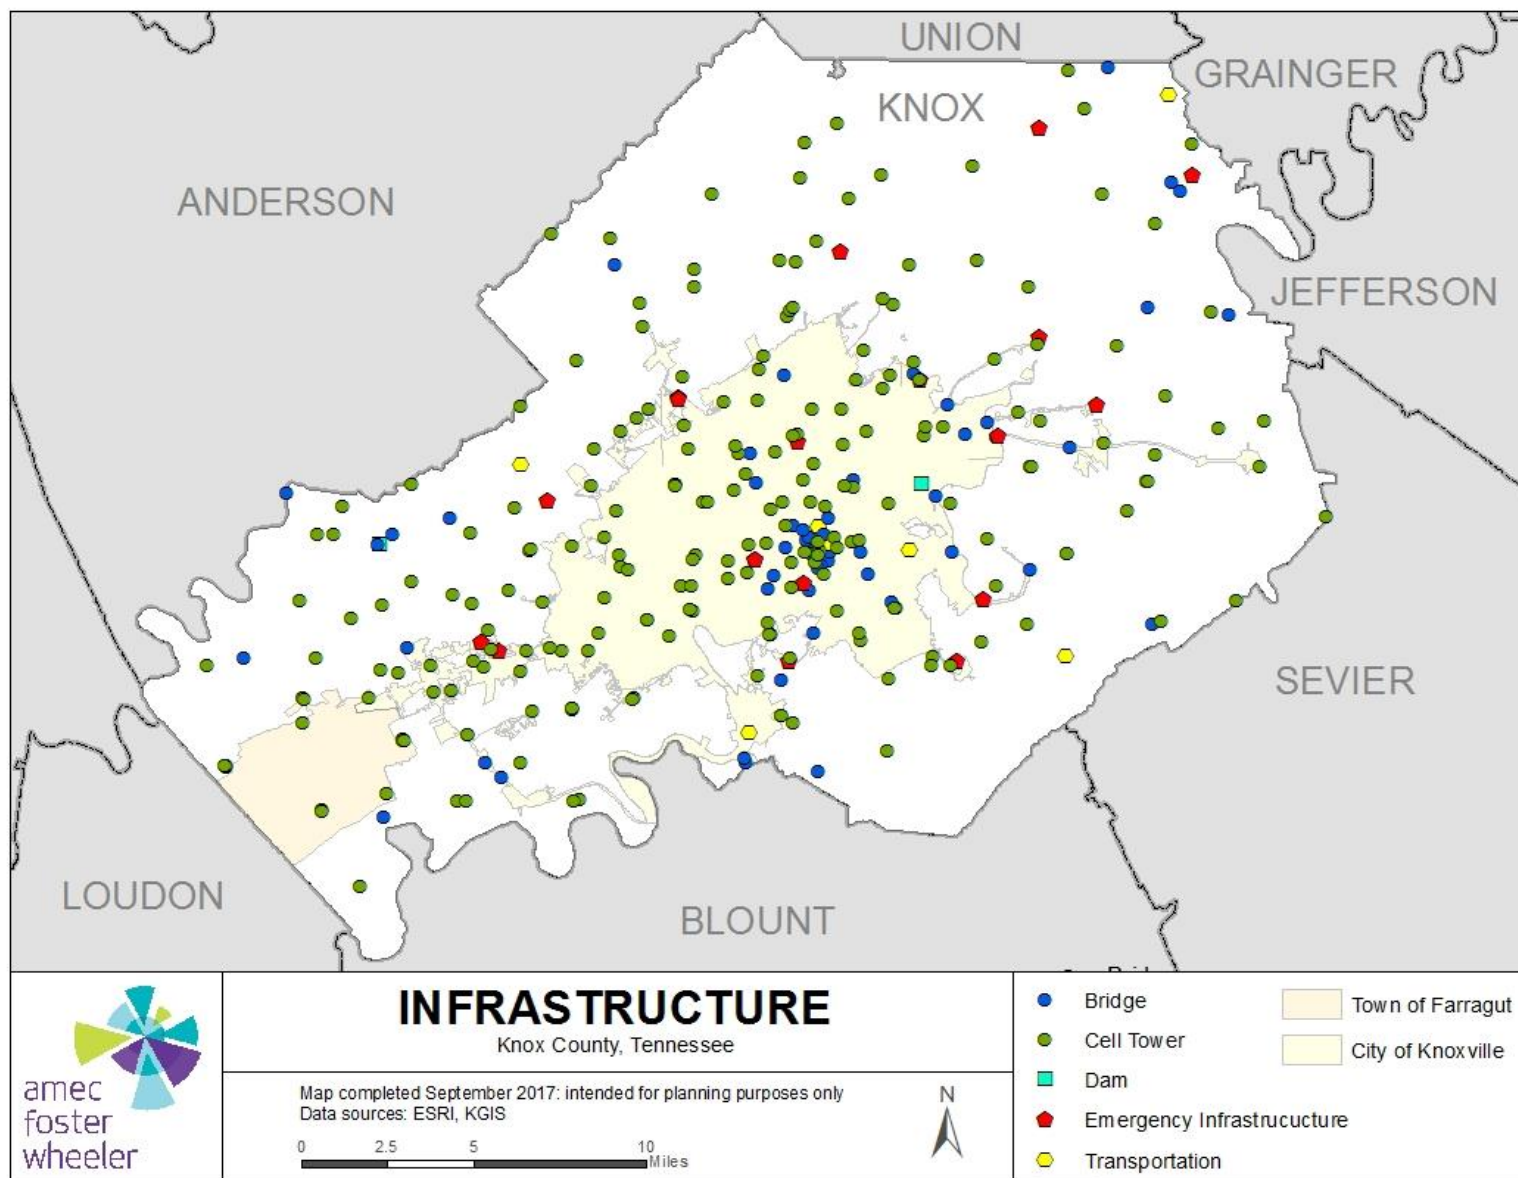 UNION
GRAINGER
KNOX
ANDERSON
JEFFERSON
SEVIER
LOUDON
BLOUNT
amec
foster
wheeler
INFRASTRUCTURE
Knox County, Tennessee
Map completed September 2017: intended for planning purposes only
Data sources: ESRI, KGIS
0 2.5 5 10
Miles
N
Bridge
Cell Tower
Dam
Emergency Infrastrucucture
Transportation
Town of Farragut
City of Knoxville